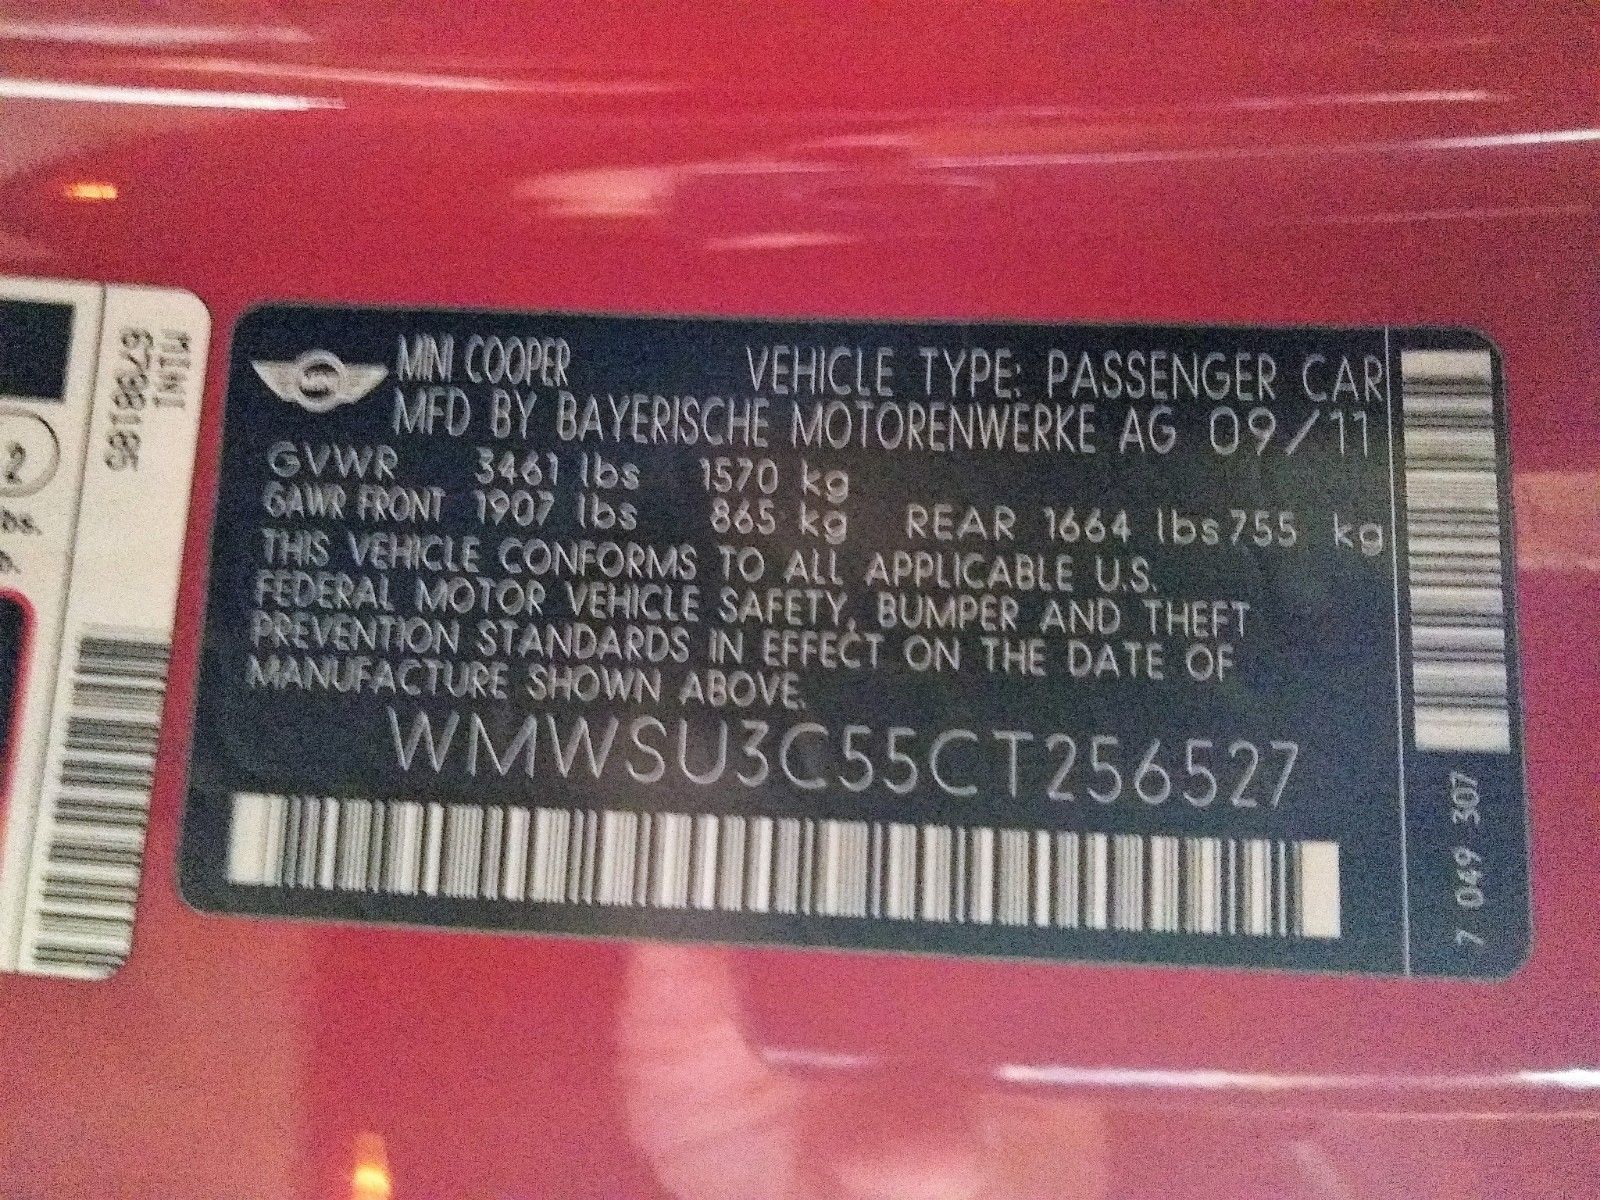 MINI COOPER VEHICLE TYPE: PASSENGER CAR
MFD BY BAYERISCHE MOTORENWERKE AG 09/11
GVWR 3461 lbs 1570 kg
GAWR FRONT 1907 lbs 865 kg REAR 1664 lbs 755 kg
THIS VEHICLE CONFORMS TO ALL APPLICABLE U.S.
FEDERAL MOTOR VEHICLE SAFETY, BUMPER AND THEFT
PREVENTION STANDARDS IN EFFECT ON THE DATE OF
MANUFACTURE SHOWN ABOVE.
WMWSU3C55CT256527
7 049 307
MINI
6798186
2